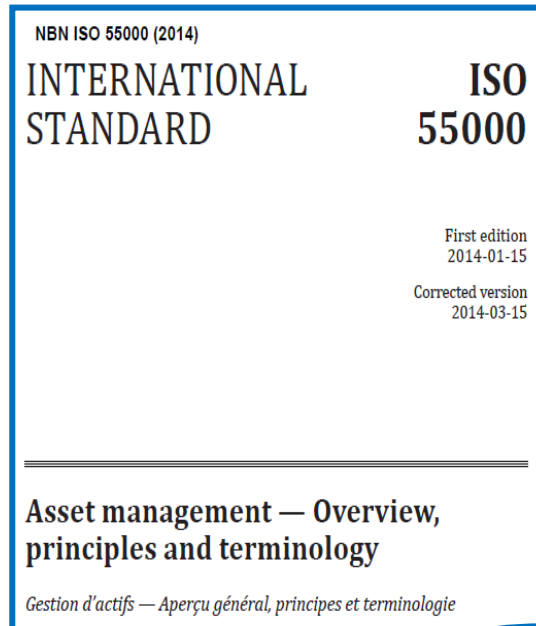 NBN ISO 55000 (2014)
INTERNATIONAL STANDARD
ISO 55000
First edition
2014-01-15
Corrected version
2014-03-15
Asset management — Overview,
principles and terminology
Gestion d'actifs — Aperçu général, principes et terminologie